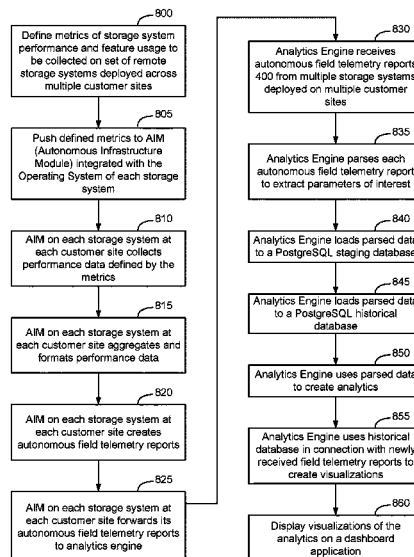 800
Define metrics of storage system
performance and feature usage to
be collected on set of remote
storage systems deployed across
multiple customer sites
805
Push defined metrics to AIM
(Autonomous Infrastructure
Module) integrated with the
Operating System of each storage
system
810
AIM on each storage system at
each customer site collects
performance data defined by the
metrics
815
AIM on each storage system at
each customer site aggregates and
formats performance data
820
AIM on each storage system at
each customer site creates
autonomous field telemetry reports
825
AIM on each storage system at
each customer site forwards its
autonomous field telemetry reports
to analytics engine
830
Analytics Engine receives
autonomous field telemetry reports
400 from multiple storage systems
deployed on multiple customer
sites
835
Analytics Engine parses each
autonomous field telemetry report
to extract parameters of interest
840
Analytics Engine loads parsed data
to a PostgreSQL staging database
845
Analytics Engine loads parsed data
to a PostgreSQL historical
database
850
Analytics Engine uses parsed data
to create analytics
855
Analytics Engine uses historical
database in connection with newly
received field telemetry reports to
create visualizations
860
Display visualizations of the
analytics on a dashboard
application